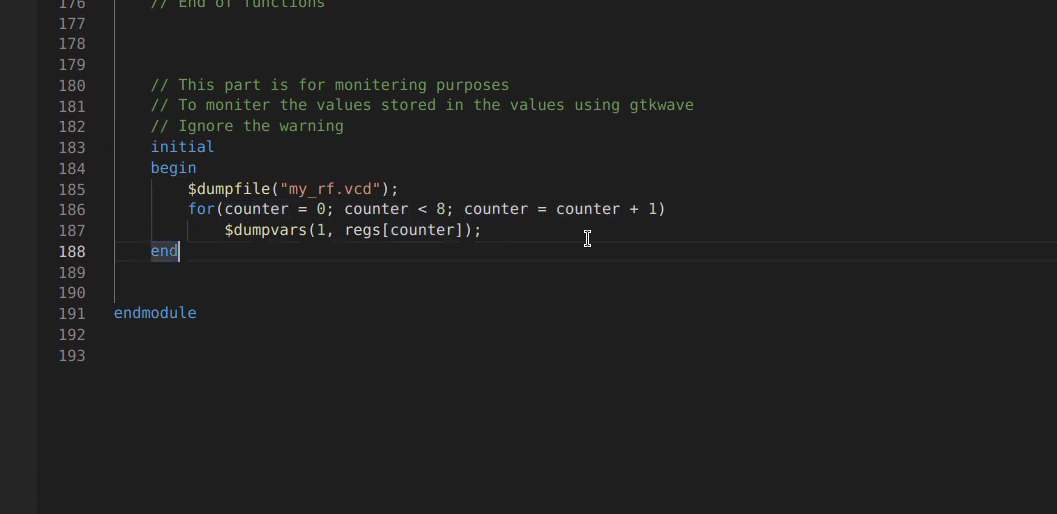 176 // End of functions
177
178
179
180 // This part is for monitering purposes
181 // To moniter the values stored in the values using gtkwave
182 // Ignore the warning
183 initial
184 begin
185 $dumpfile("my_rf.vcd");
186 for(counter = 0; counter < 8; counter = counter + 1)
187 $dumpvars(1, regs[counter]);
188 end
189
190
191 endmodule
192
193